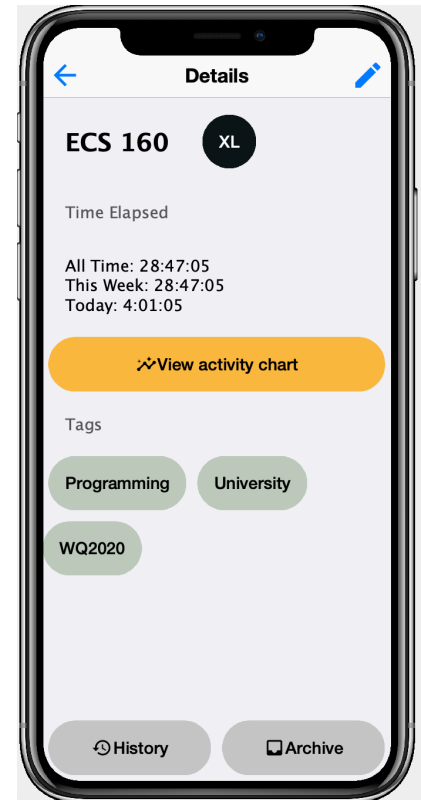 Details
ECS 160 XL
Time Elapsed
All Time: 28:47:05
This Week: 28:47:05
Today: 4:01:05
View activity chart
Tags
Programming University
WQ2020
History Archive